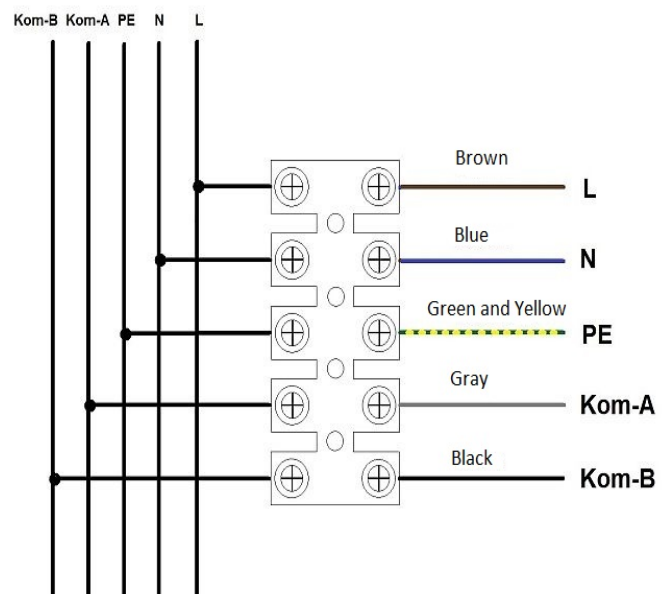 Kom-B Kom-A PE N L
Brown
L
Blue
N
Green and Yellow
PE
Gray
Kom-A
Black
Kom-B